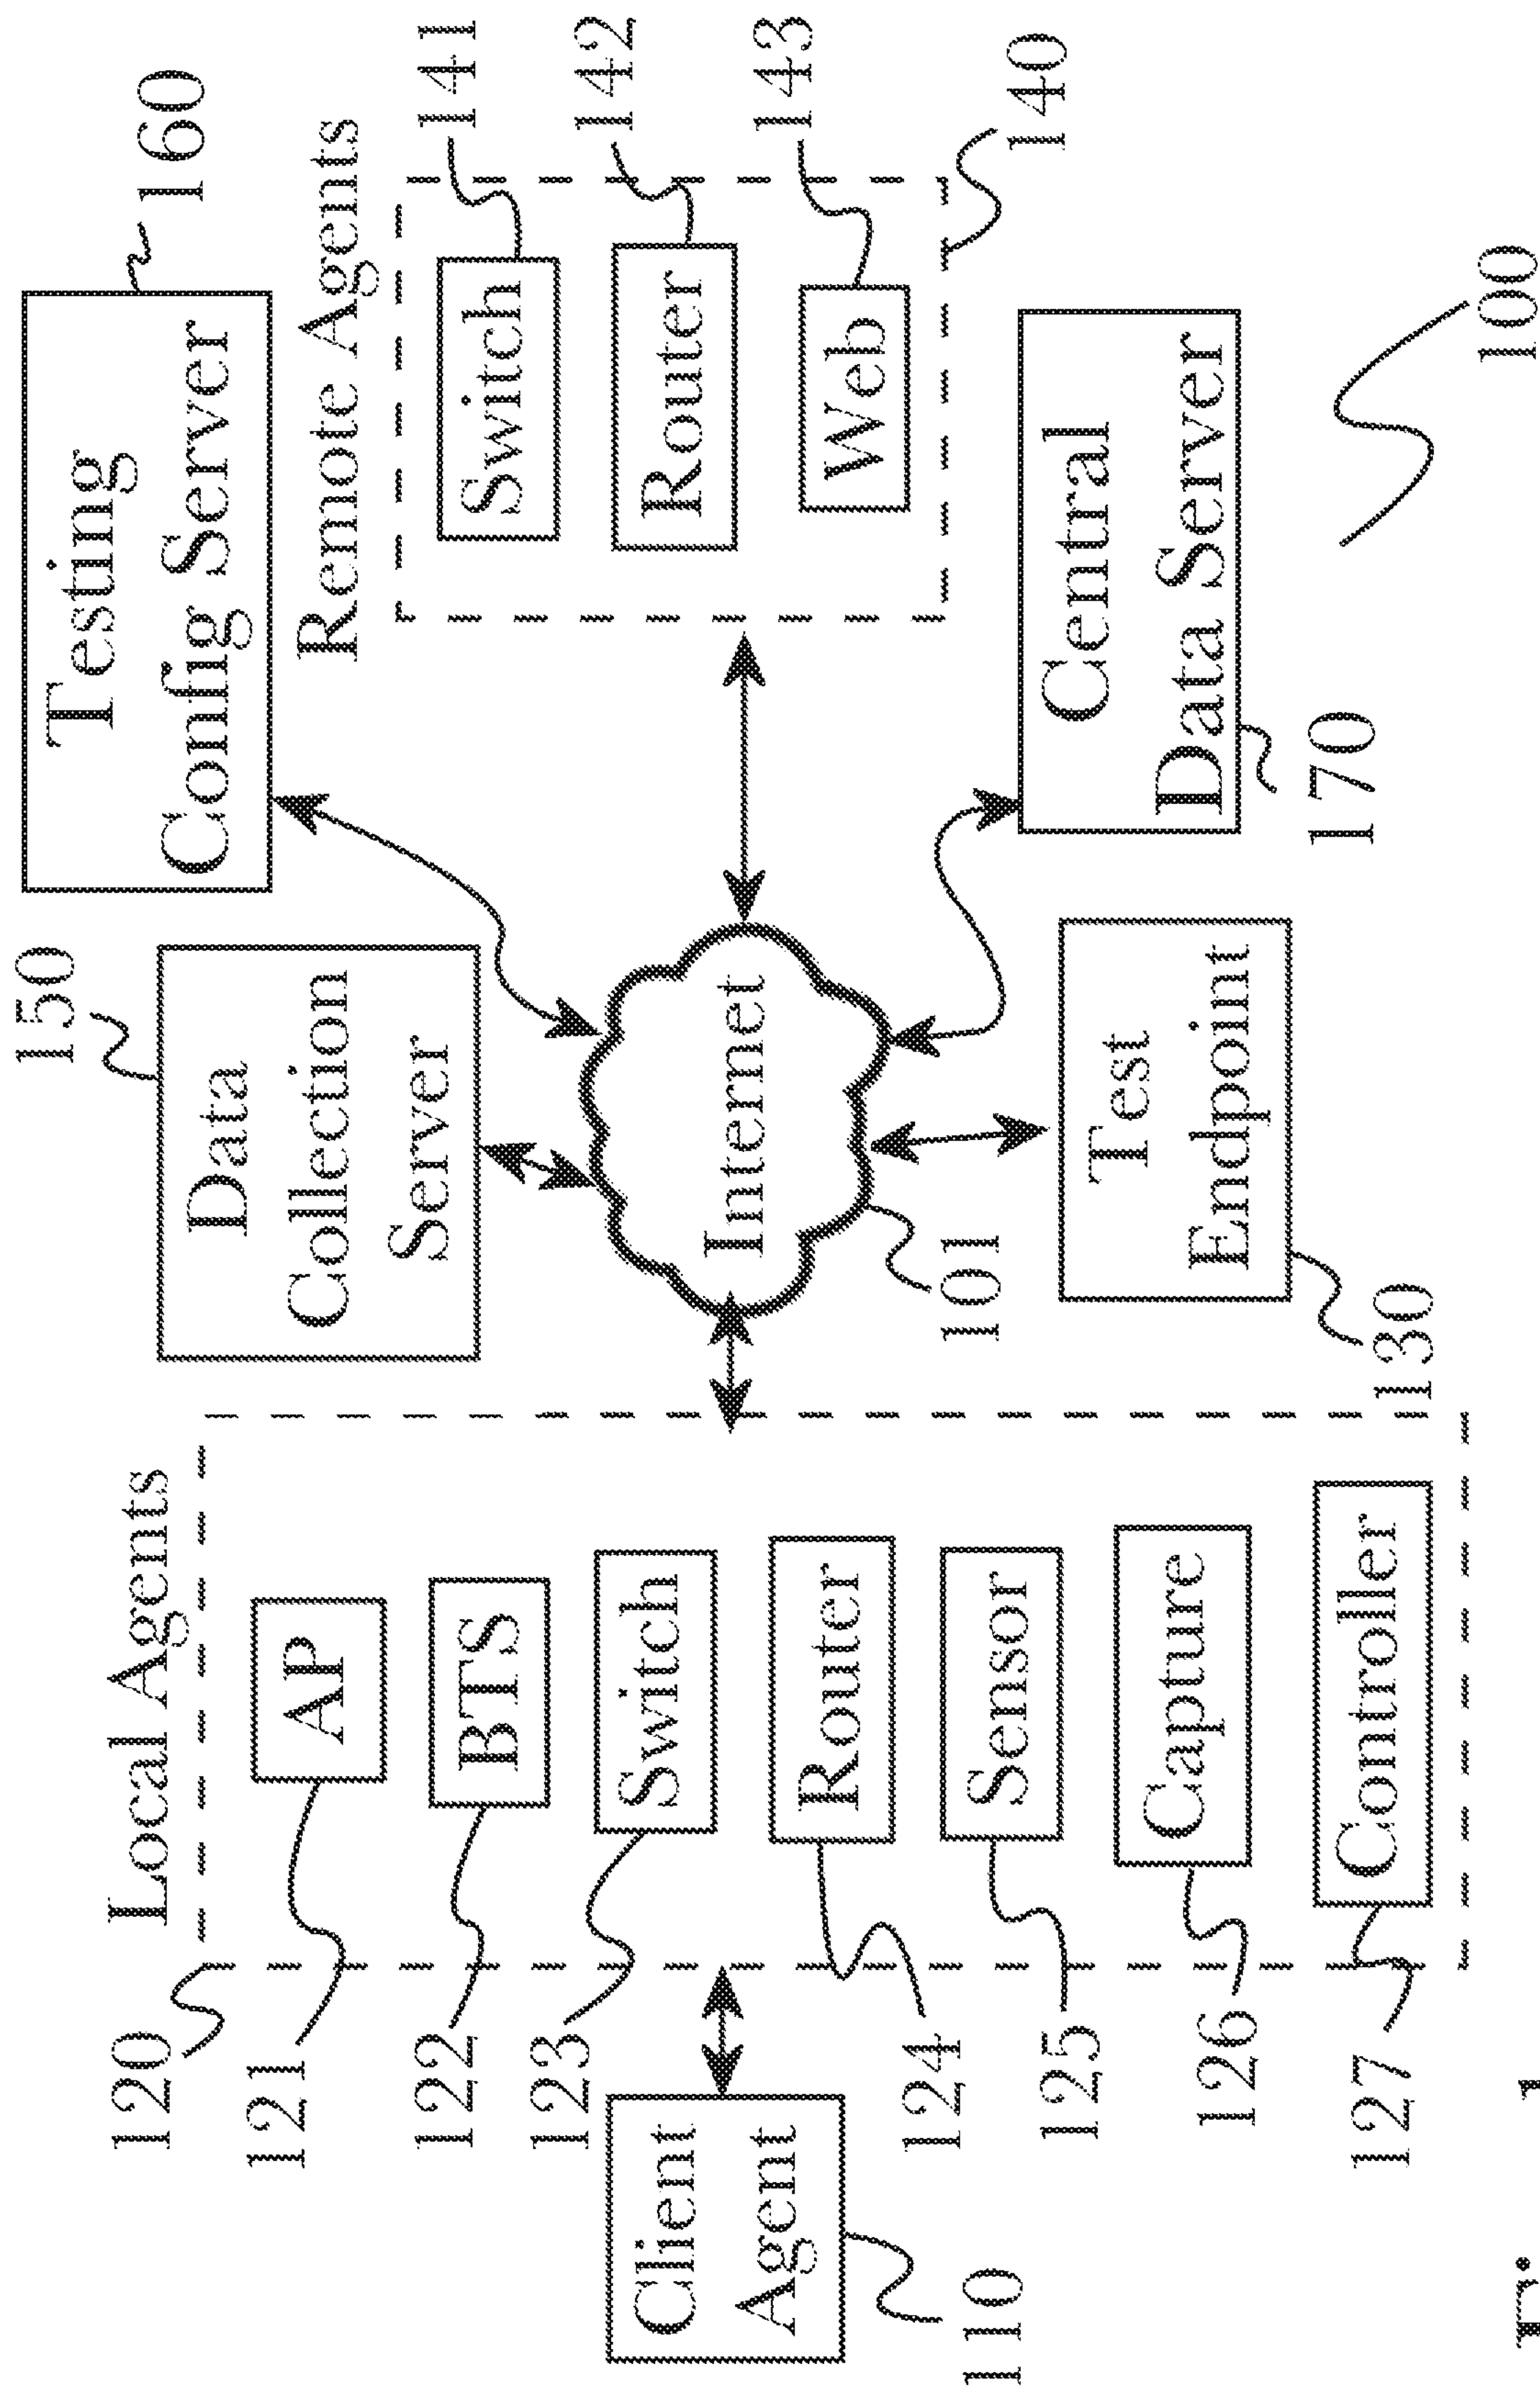 150
160
Testing
Config Server
Data
Collection
Server
Local Agents
Remote Agents
120
121
AP
122
BTS
123
Switch
124
Router
125
Sensor
126
Capture
127
Controller
Client
Agent
110
Internet
101
Switch
141
Router
142
Web
143
140
Test
Endpoint
130
Central
Data Server
170
100